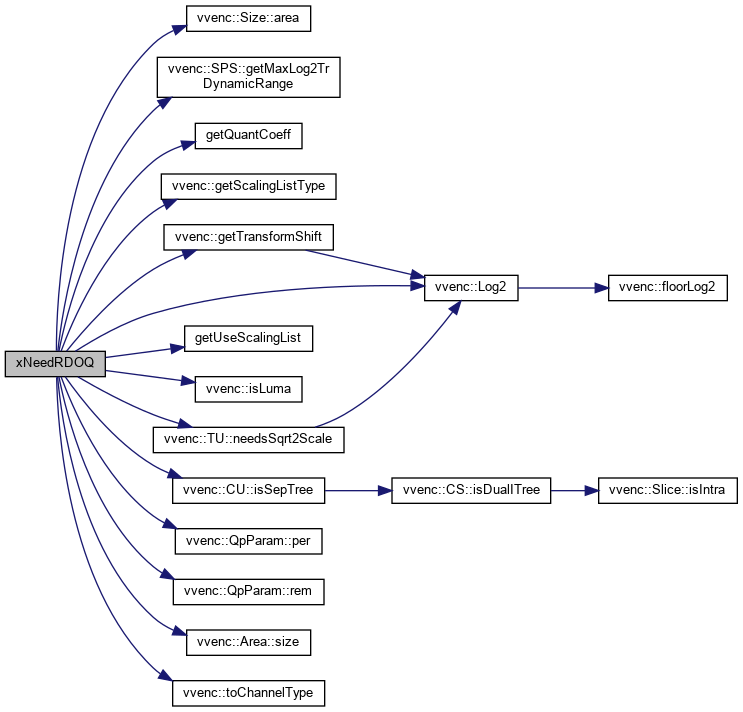 vvenc::Size::area
vvenc::SPS::getMaxLog2Tr
DynamicRange
getQuantCoeff
vvenc::getScalingListType
vvenc::getTransformShift
vvenc::Log2
vvenc::floorLog2
getUseScalingList
xNeedRDOQ
vvenc::isLuma
vvenc::TU::needsSqrt2Scale
vvenc::CU::isSepTree
vvenc::CS::isDualITree
vvenc::Slice::isIntra
vvenc::QpParam::per
vvenc::QpParam::rem
vvenc::Area::size
vvenc::toChannelType